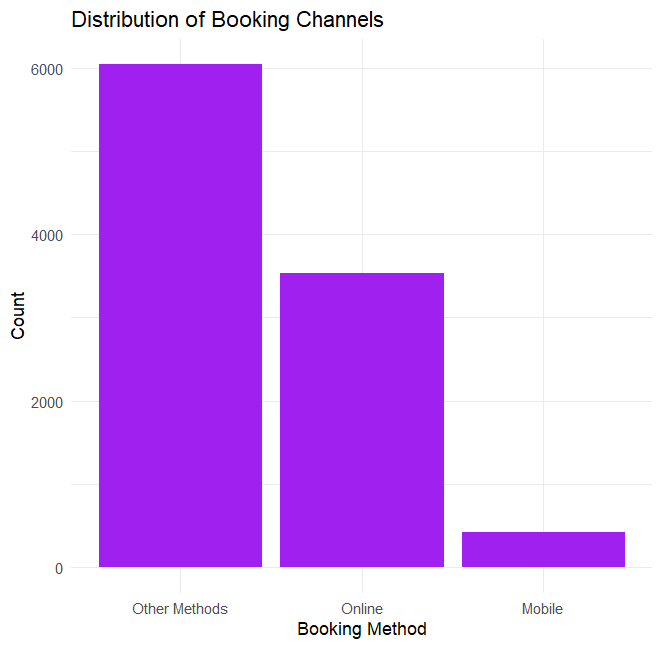 Distribution of Booking Channels
6000
4000
2000
0
Count
Other Methods Online Mobile
Booking Method